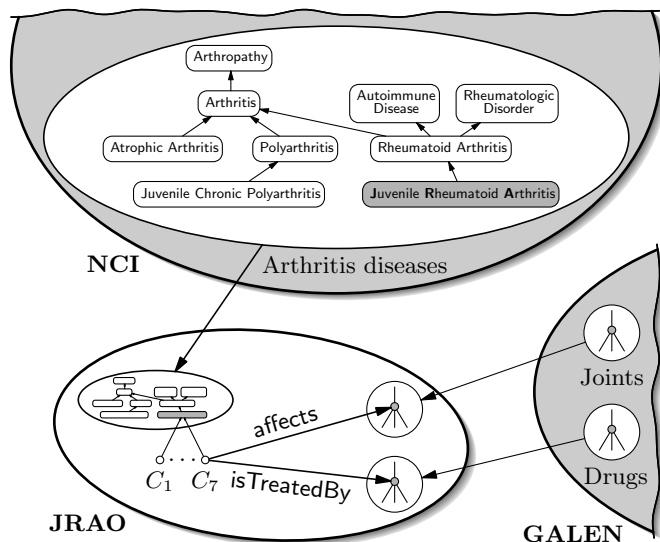 Arthropathy
Arthritis
Autoimmune
Disease
Rheumatologic
Disorder
Atrophic Arthritis
Polyarthritis
Rheumatoid Arthritis
Juvenile Chronic Polyarthritis
Juvenile Rheumatoid Arthritis
NCI
Arthritis diseases
Joints
affects
C1 · · · C7
isTreatedBy
Drugs
JRAO
GALEN